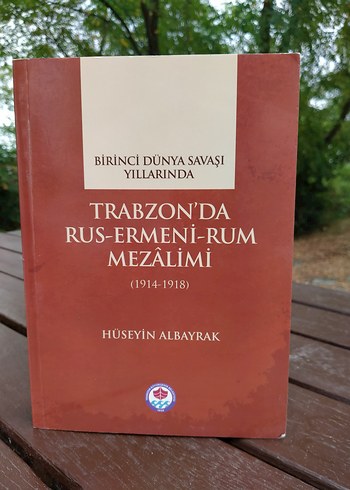 BİRİNCİ DÜNYA SAVAŞI
YILLARINDA
TRABZON'DA
RUS-ERMENİ-RUM
MEZÂLİMİ
(1914-1918)
HÜSEYİN ALBAYRAK